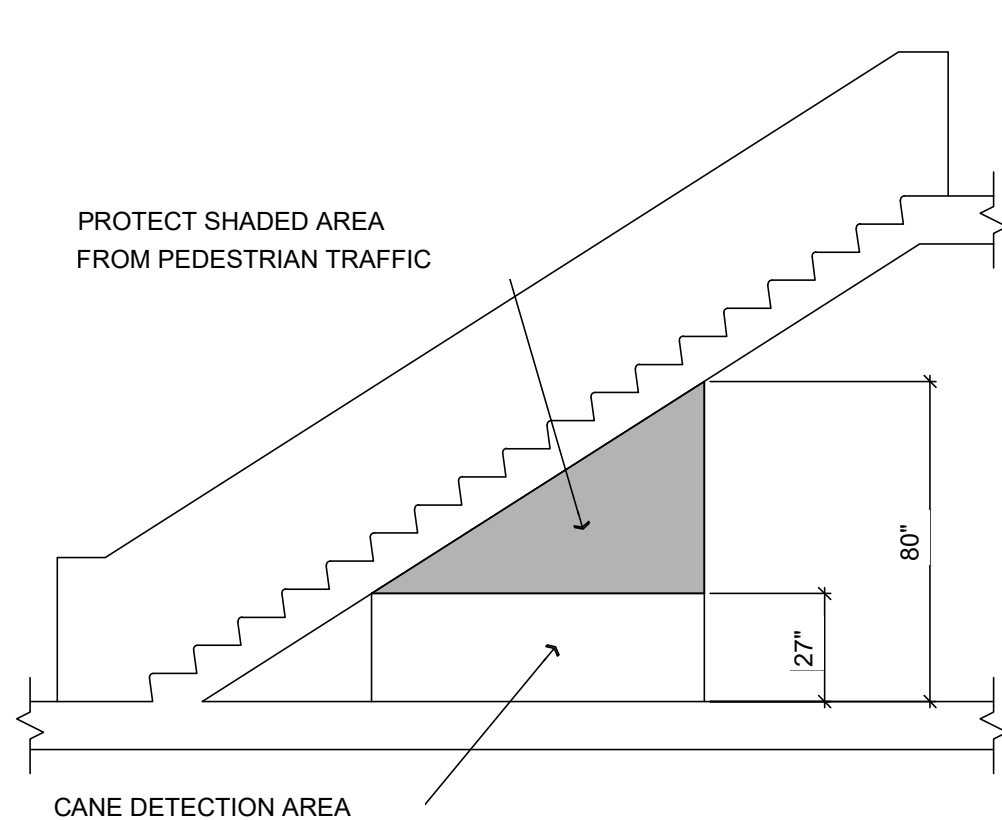 PROTECT SHADED AREA
FROM PEDESTRIAN TRAFFIC
80"
27"
CANE DETECTION AREA